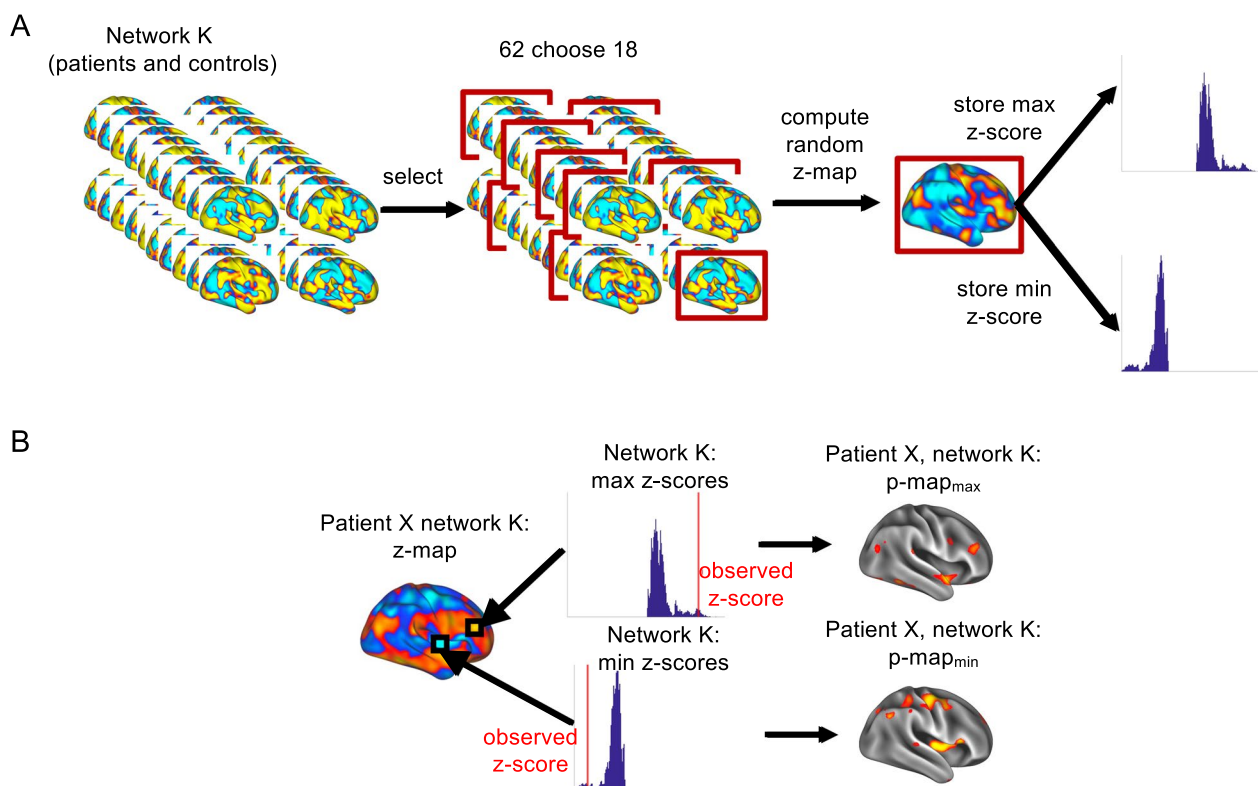 A
Network K
(patients and controls)
62 choose 18
select
compute
random
z-map
store max
z-score
store min
z-score
B
Patient X network K:
z-map
Network K:
max z-scores
observed
z-score
Patient X, network K:
p-mapmax
Network K:
min z-scores
observed
z-score
Patient X, network K:
p-mapmin